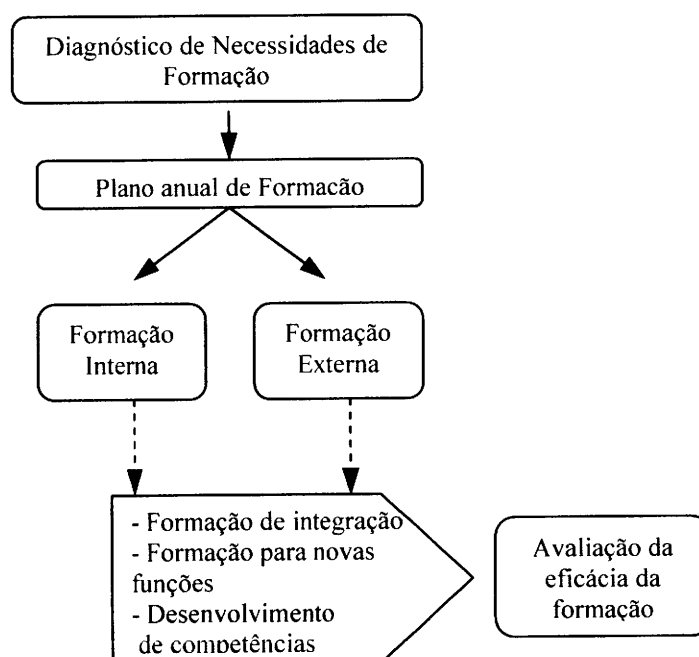 Diagnóstico de Necessidades de
Formação
Plano anual de Formacão
Formação
Interna
Formação
Externa
- Formação de integração
- Formação para novas
funções
- Desenvolvimento
de competências
Avaliação da
eficácia da
formação